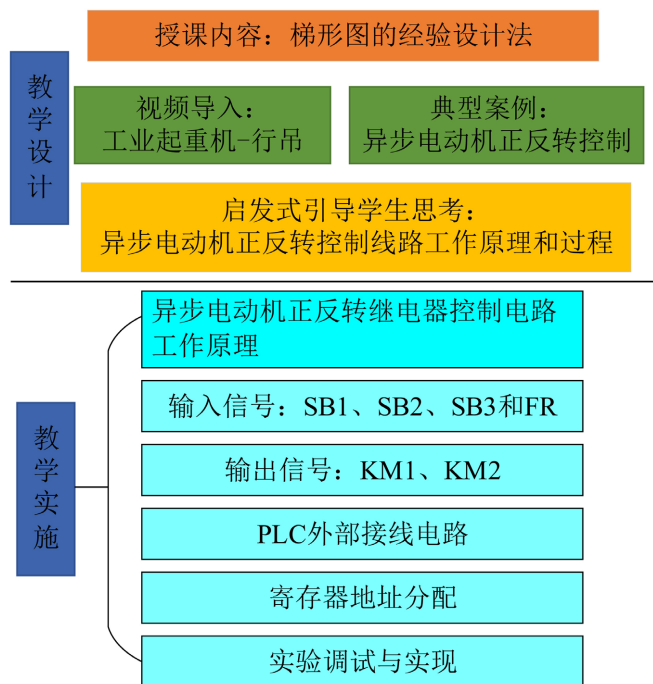 教学设计
授课内容：梯形图的经验设计法
视频导入：
工业起重机-行吊
典型案例：
异步电动机正反转控制
启发式引导学生思考：
异步电动机正反转控制线路工作原理和过程
教学实施
异步电动机正反转继电器控制电路
工作原理
输入信号：SB1、SB2、SB3和FR
输出信号：KM1、KM2
PLC外部接线电路
寄存器地址分配
实验调试与实现